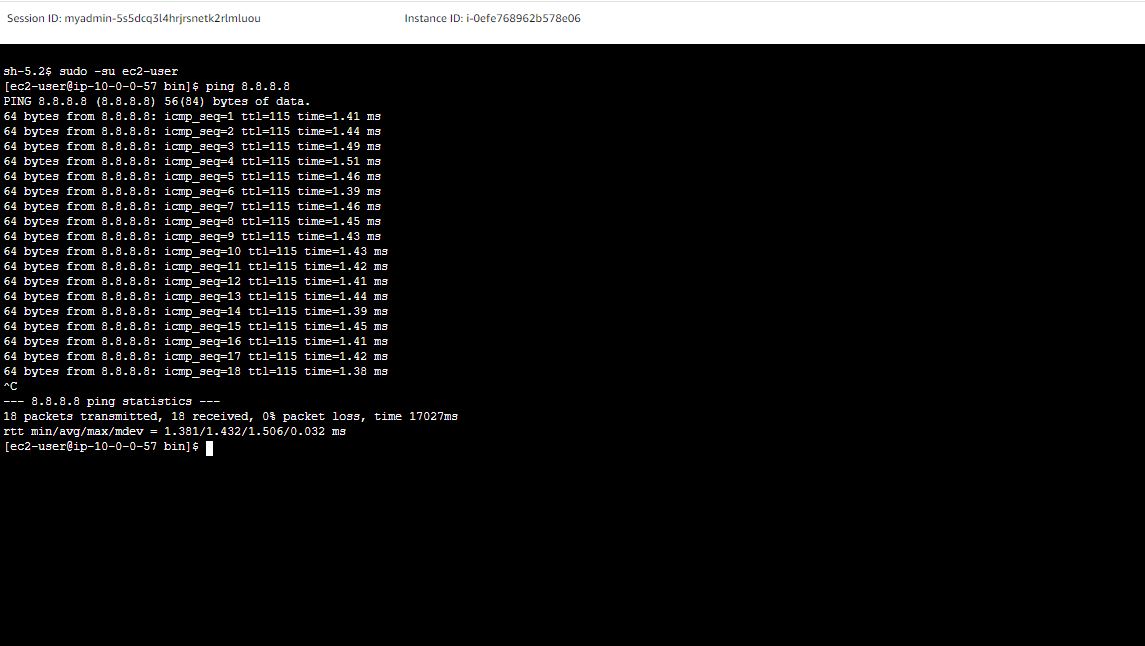 Session ID: myadmin-5s5dcq3l4hrjrsnetk2rlmluou Instance ID: i-0efe768962b578e06
sh-5.2$ sudo -su ec2-user
[ec2-user@ip-10-0-0-57 bin]$ ping 8.8.8.8
PING 8.8.8.8 (8.8.8.8) 56(84) bytes of data.
64 bytes from 8.8.8.8: icmp_seq=1 ttl=115 time=1.41 ms
64 bytes from 8.8.8.8: icmp_seq=2 ttl=115 time=1.44 ms
64 bytes from 8.8.8.8: icmp_seq=3 ttl=115 time=1.49 ms
64 bytes from 8.8.8.8: icmp_seq=4 ttl=115 time=1.51 ms
64 bytes from 8.8.8.8: icmp_seq=5 ttl=115 time=1.46 ms
64 bytes from 8.8.8.8: icmp_seq=6 ttl=115 time=1.39 ms
64 bytes from 8.8.8.8: icmp_seq=7 ttl=115 time=1.46 ms
64 bytes from 8.8.8.8: icmp_seq=8 ttl=115 time=1.45 ms
64 bytes from 8.8.8.8: icmp_seq=9 ttl=115 time=1.43 ms
64 bytes from 8.8.8.8: icmp_seq=10 ttl=115 time=1.43 ms
64 bytes from 8.8.8.8: icmp_seq=11 ttl=115 time=1.42 ms
64 bytes from 8.8.8.8: icmp_seq=12 ttl=115 time=1.41 ms
64 bytes from 8.8.8.8: icmp_seq=13 ttl=115 time=1.44 ms
64 bytes from 8.8.8.8: icmp_seq=14 ttl=115 time=1.39 ms
64 bytes from 8.8.8.8: icmp_seq=15 ttl=115 time=1.45 ms
64 bytes from 8.8.8.8: icmp_seq=16 ttl=115 time=1.41 ms
64 bytes from 8.8.8.8: icmp_seq=17 ttl=115 time=1.42 ms
64 bytes from 8.8.8.8: icmp_seq=18 ttl=115 time=1.38 ms
^C
--- 8.8.8.8 ping statistics ---
18 packets transmitted, 18 received, 0% packet loss, time 17027ms
rtt min/avg/max/mdev = 1.381/1.432/1.506/0.032 ms
[ec2-user@ip-10-0-0-57 bin]$